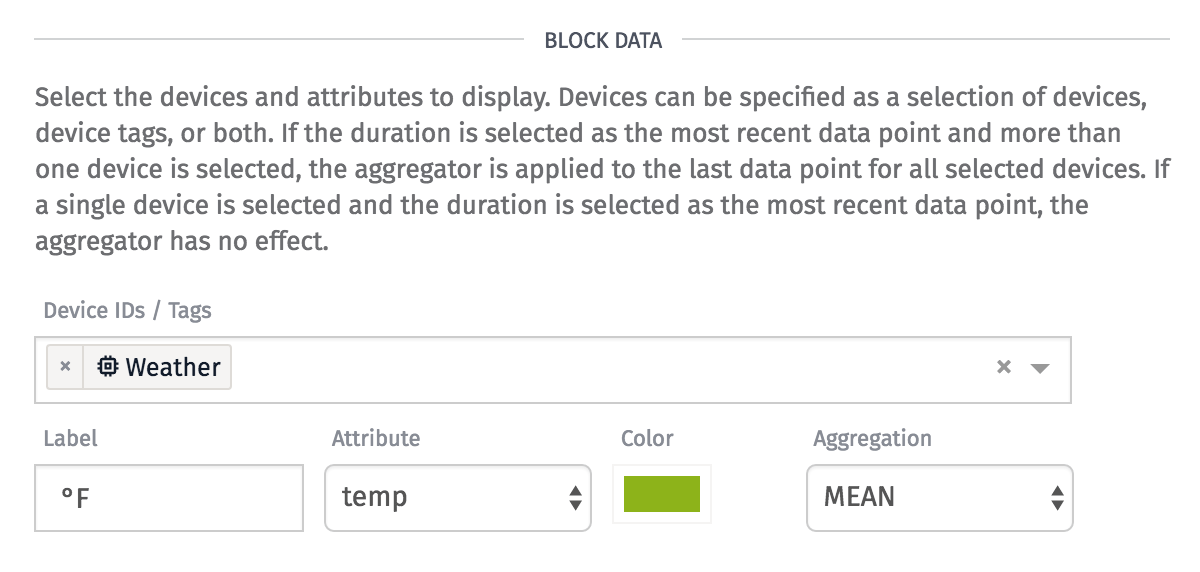 BLOCK DATA
Select the devices and attributes to display. Devices can be specified as a selection of devices,
device tags, or both. If the duration is selected as the most recent data point and more than
one device is selected, the aggregator is applied to the last data point for all selected devices. If
a single device is selected and the duration is selected as the most recent data point, the
aggregator has no effect.
Device IDs / Tags
× Weather ×
Label Attribute Color Aggregation
°F temp MEAN